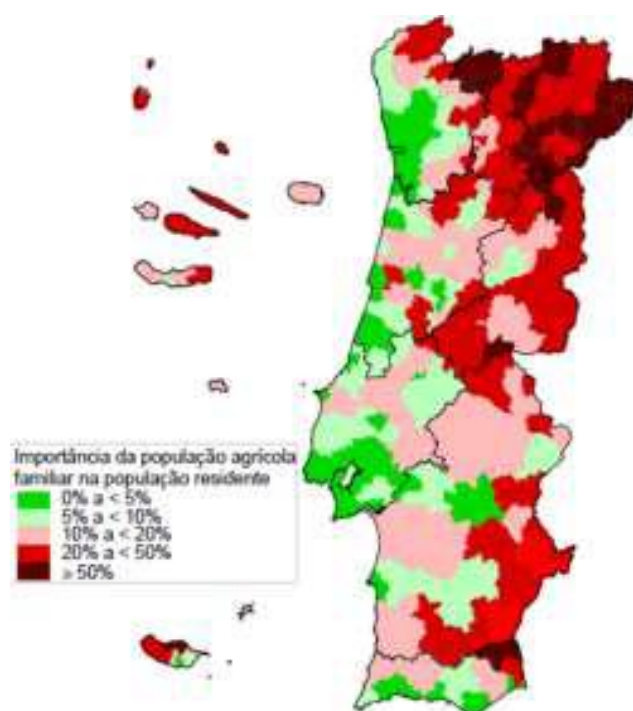 Importância da população agrícola
familiar na população residente
0% a < 5%
5% a < 10%
10% a < 20%
20% a < 50%
≥ 50%